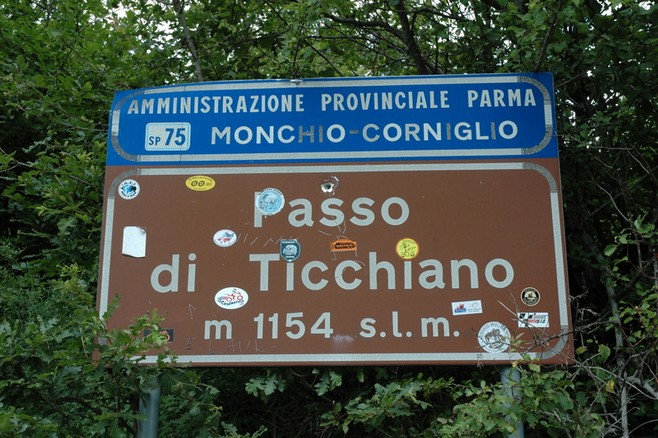 AMMINISTRAZIONE PROVINCIALE PARMA
SP 75 MONCHIO-CORNIGLIO
Passo
di Ticchiano
m 1154 s.l.m.